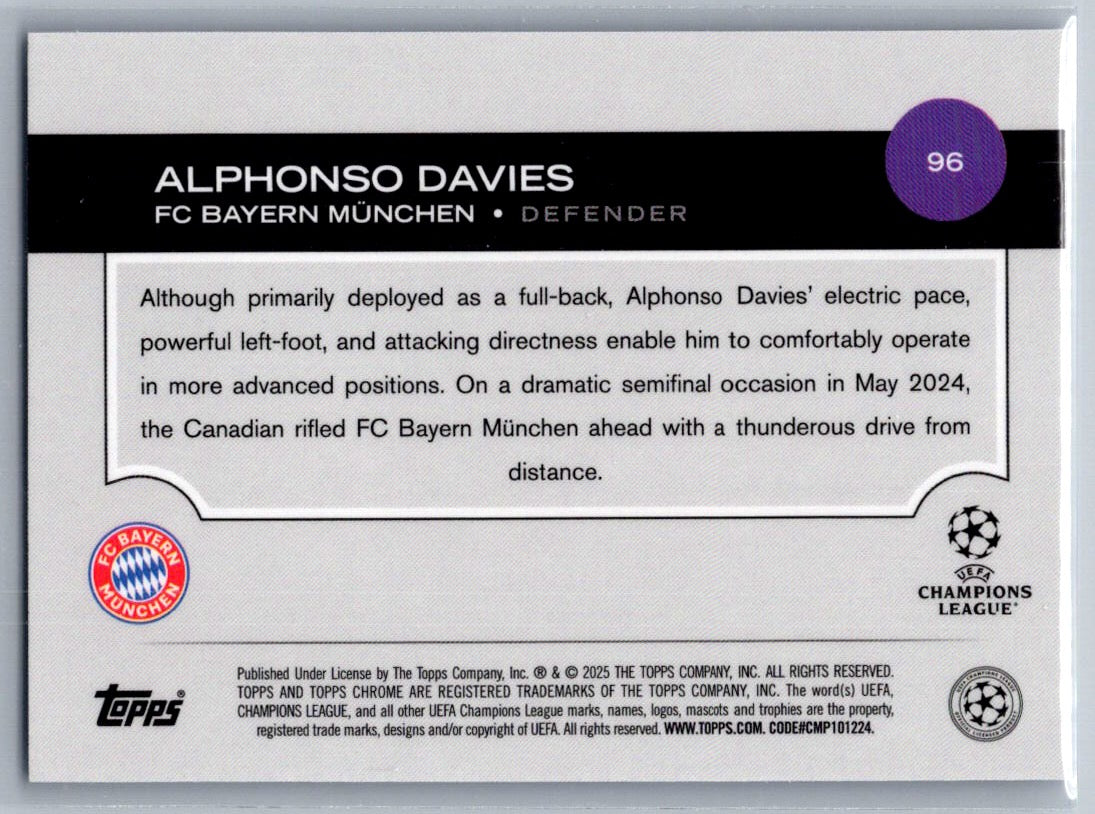 96
ALPHONSO DAVIES
FC BAYERN MÜNCHEN • DEFENDER
Although primarily deployed as a full-back, Alphonso Davies' electric pace,
powerful left-foot, and attacking directness enable him to comfortably operate
in more advanced positions. On a dramatic semifinal occasion in May 2024,
the Canadian rifled FC Bayern München ahead with a thunderous drive from
distance.
FC BAYERN
MÜNCHEN
UEFA
CHAMPIONS
LEAGUE®
Topps®
Published Under License by The Topps Company, Inc. ® & © 2025 THE TOPPS COMPANY, INC. ALL RIGHTS RESERVED.
TOPPS AND TOPPS CHROME ARE REGISTERED TRADEMARKS OF THE TOPPS COMPANY, INC. The word(s) UEFA,
CHAMPIONS LEAGUE, and all other UEFA Champions League marks, names, logos, mascots and trophies are the property,
registered trade marks, designs and/or copyright of UEFA. All rights reserved. WWW.TOPPS.COM. CODE#CMP101224.
UEFA CHAMPIONS LEAGUE
OFFICIAL LICENSED PRODUCT